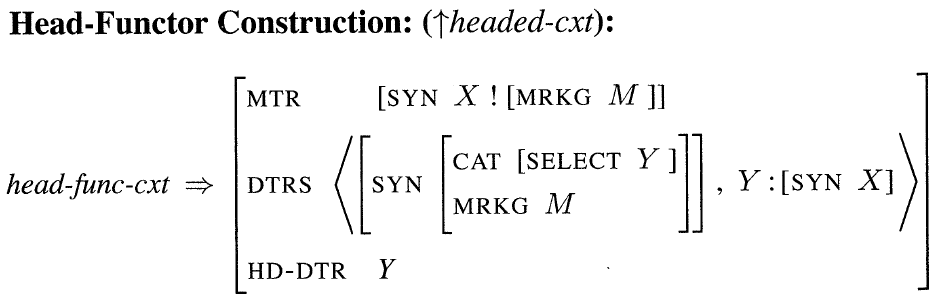 Head-Functor Construction: (↑headed-cxt):
MTR [SYN X ! [MRKG M ]]
head-func-cxt ⇒ DTRS ⟨[SYN [CAT [SELECT Y ]
MRKG M]] , Y :[SYN X]⟩
HD-DTR Y